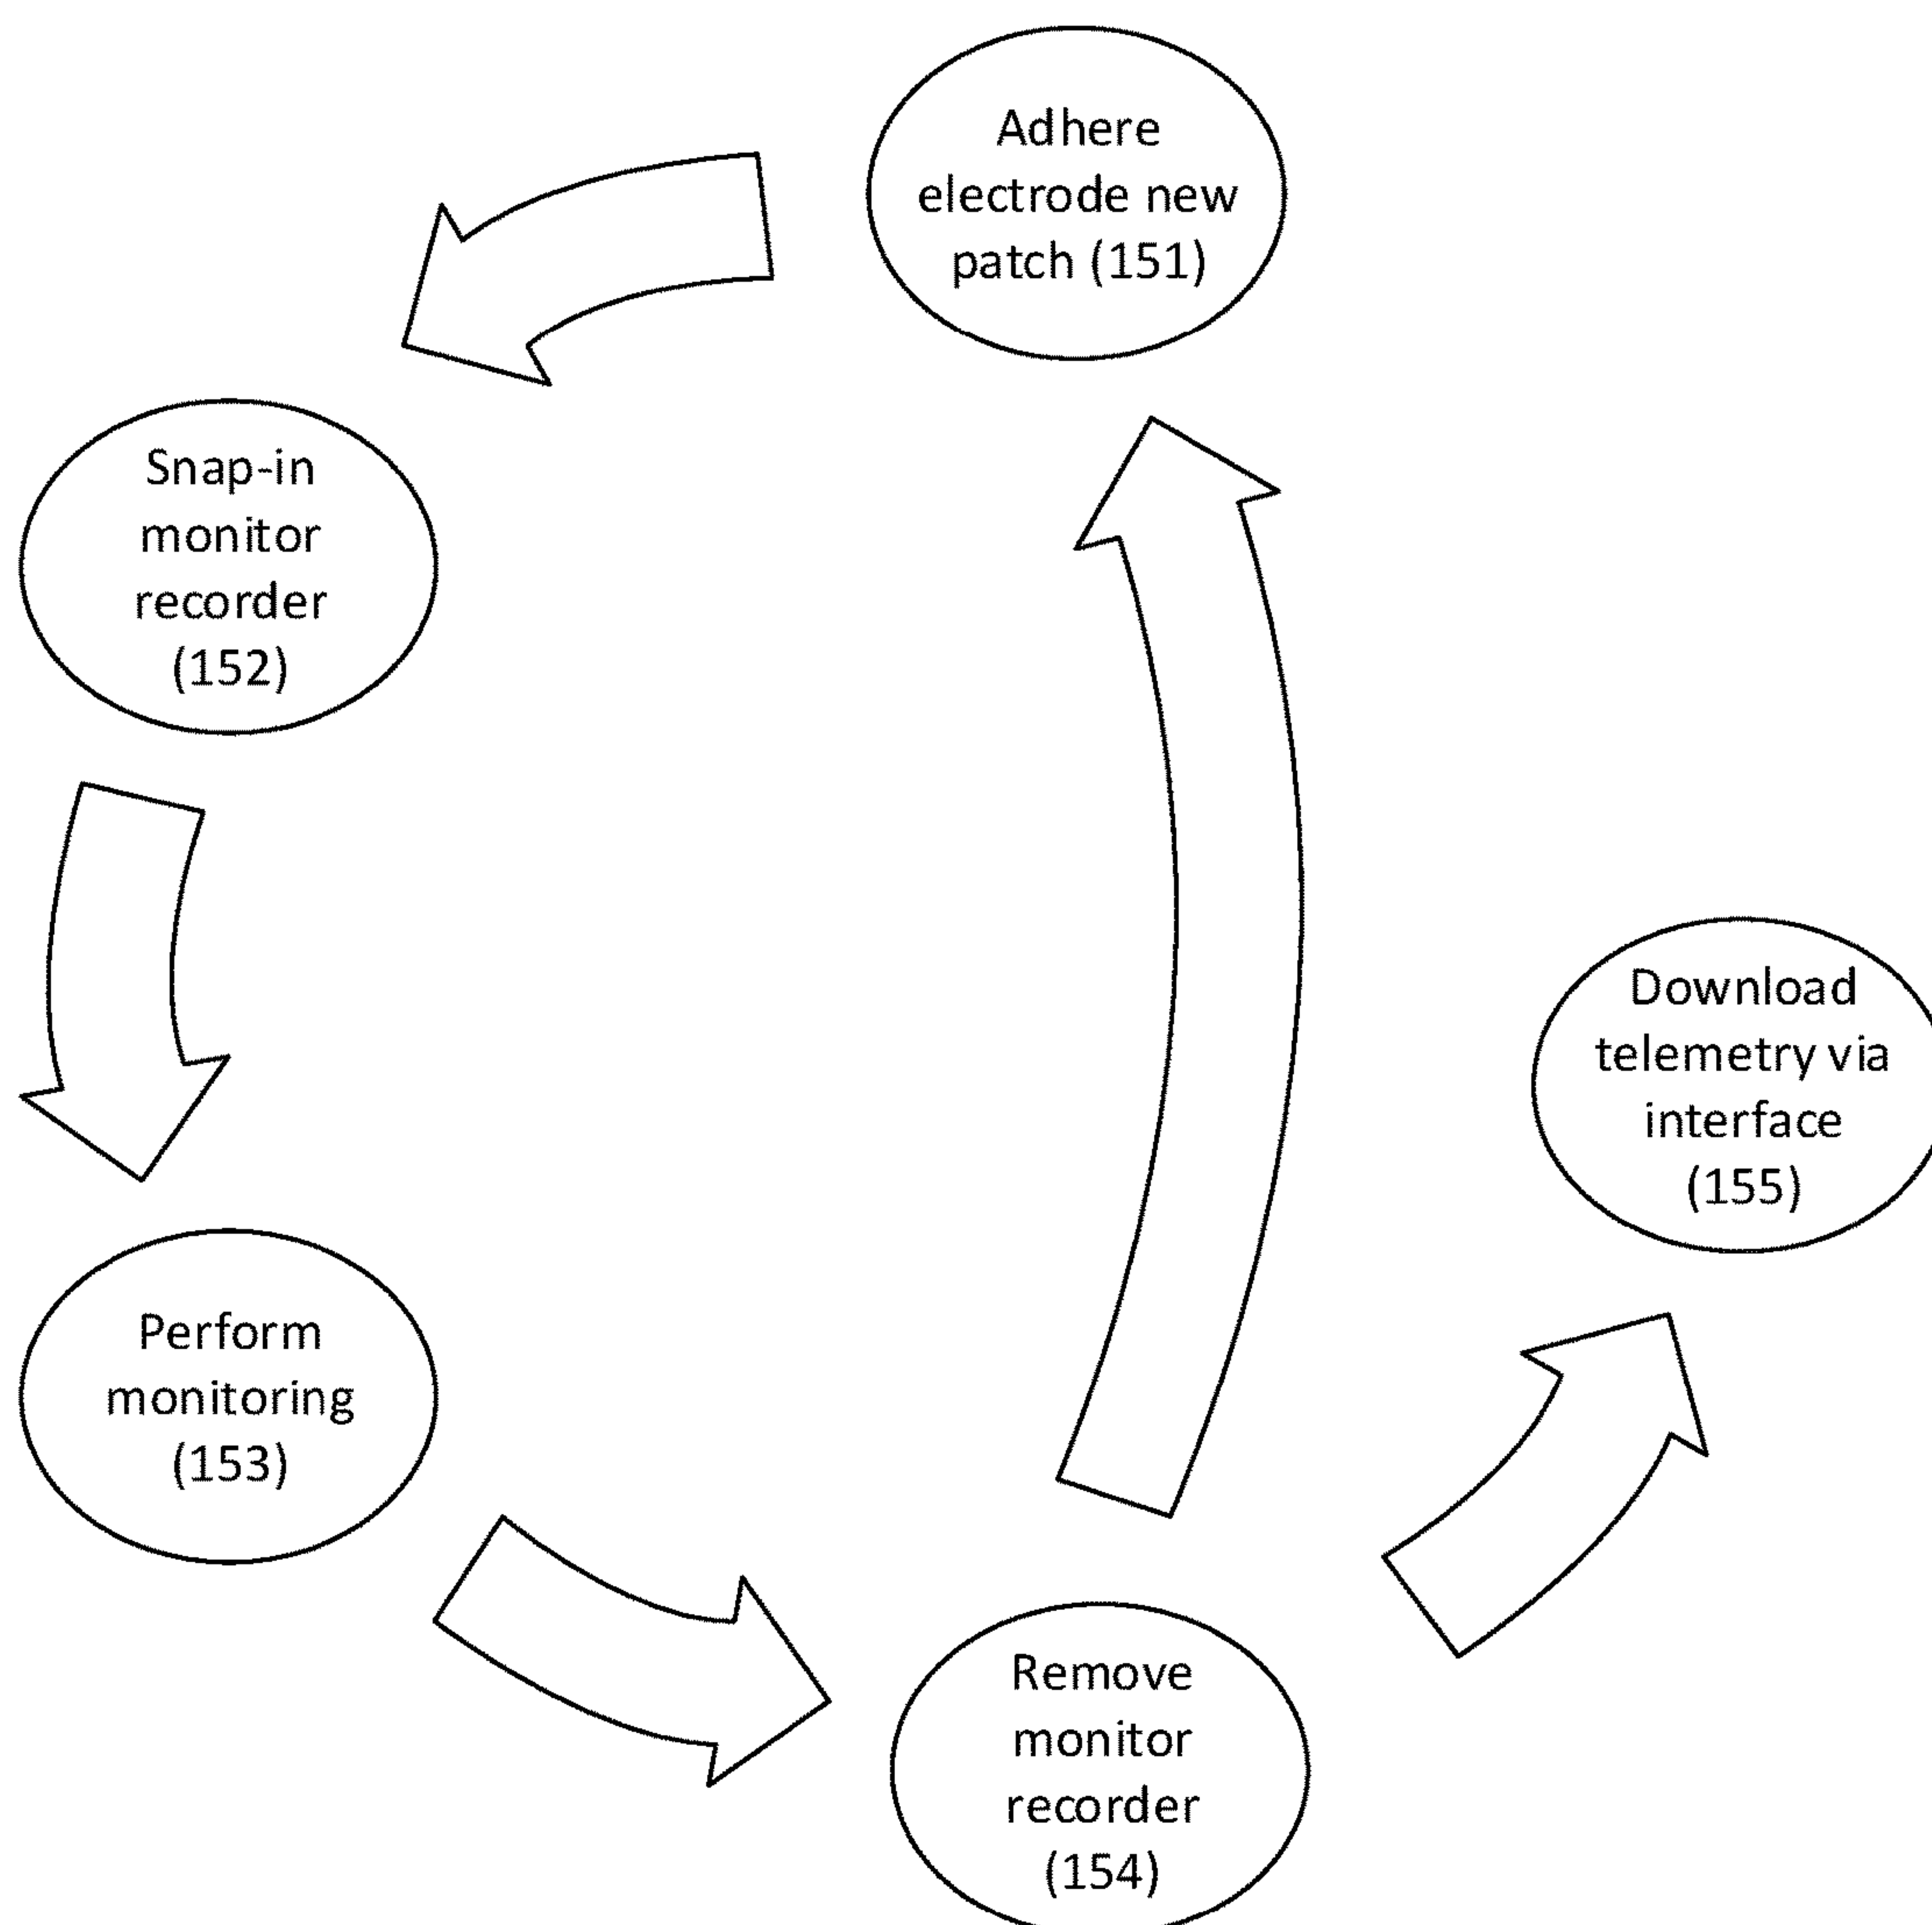 Adhere
electrode new
patch (151)
Snap-in
monitor
recorder
(152)
Perform
monitoring
(153)
Remove
monitor
recorder
(154)
Download
telemetry via
interface
(155)